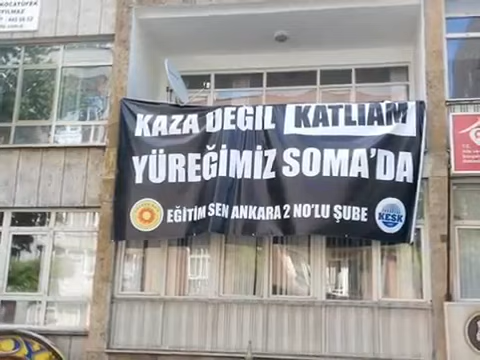 KAZA DEĞİL KATLİAM
YÜREĞİMİZ SOMA'DA
EĞİTİM SEN ANKARA 2 NO'LU ŞUBE
KESK